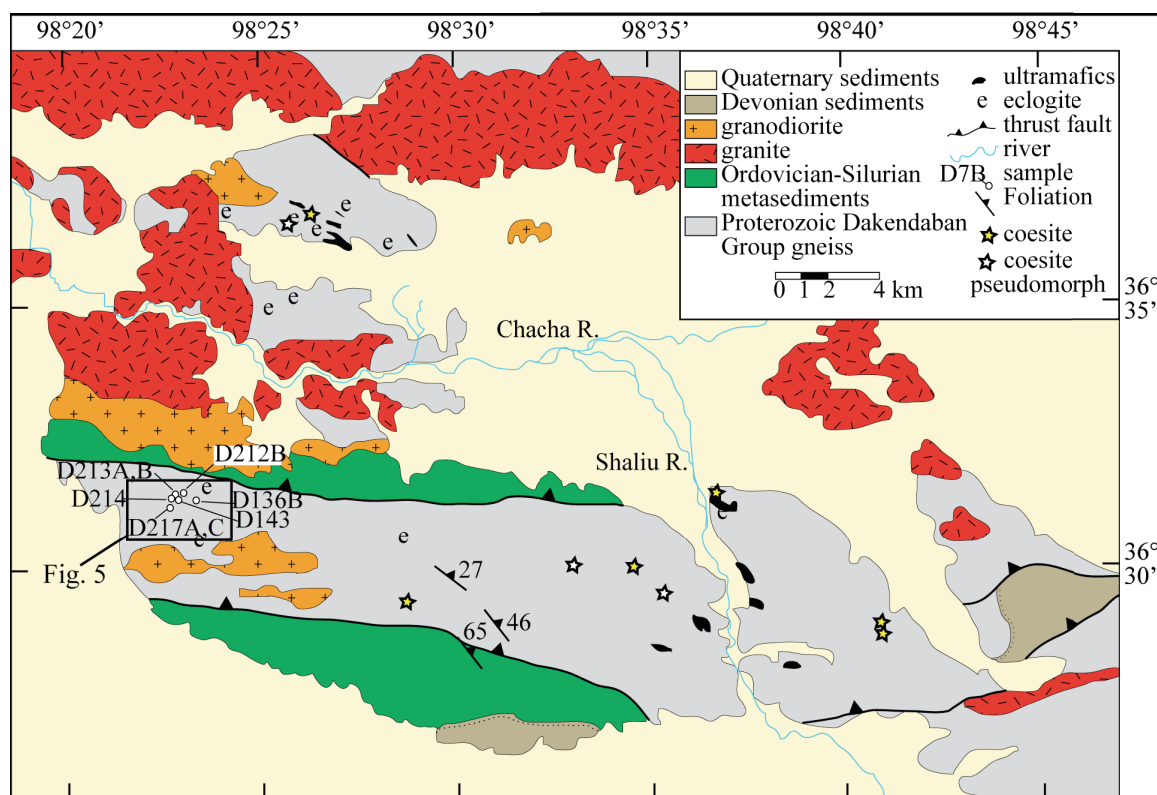 98°20’ 98°25’ 98°30’ 98°35’ 98°40’ 98°45’
Quaternary sediments
Devonian sediments
granodiorite
granite
Ordovician-Silurian
metasediments
Proterozoic Dakendaban
Group gneiss
0 1 2 4 km
ultramafics
e eclogite
thrust fault
river
D7B sample
Foliation
coesite
coesite
pseudomorph
e e
e e
e
e
e
e
36°
35’
Chacha R.
Shaliu R.
D212B
D213A,B
e
D214 D136B
D143
D217A,C
e
e
e
Fig. 5
27
46
65
36°
30’